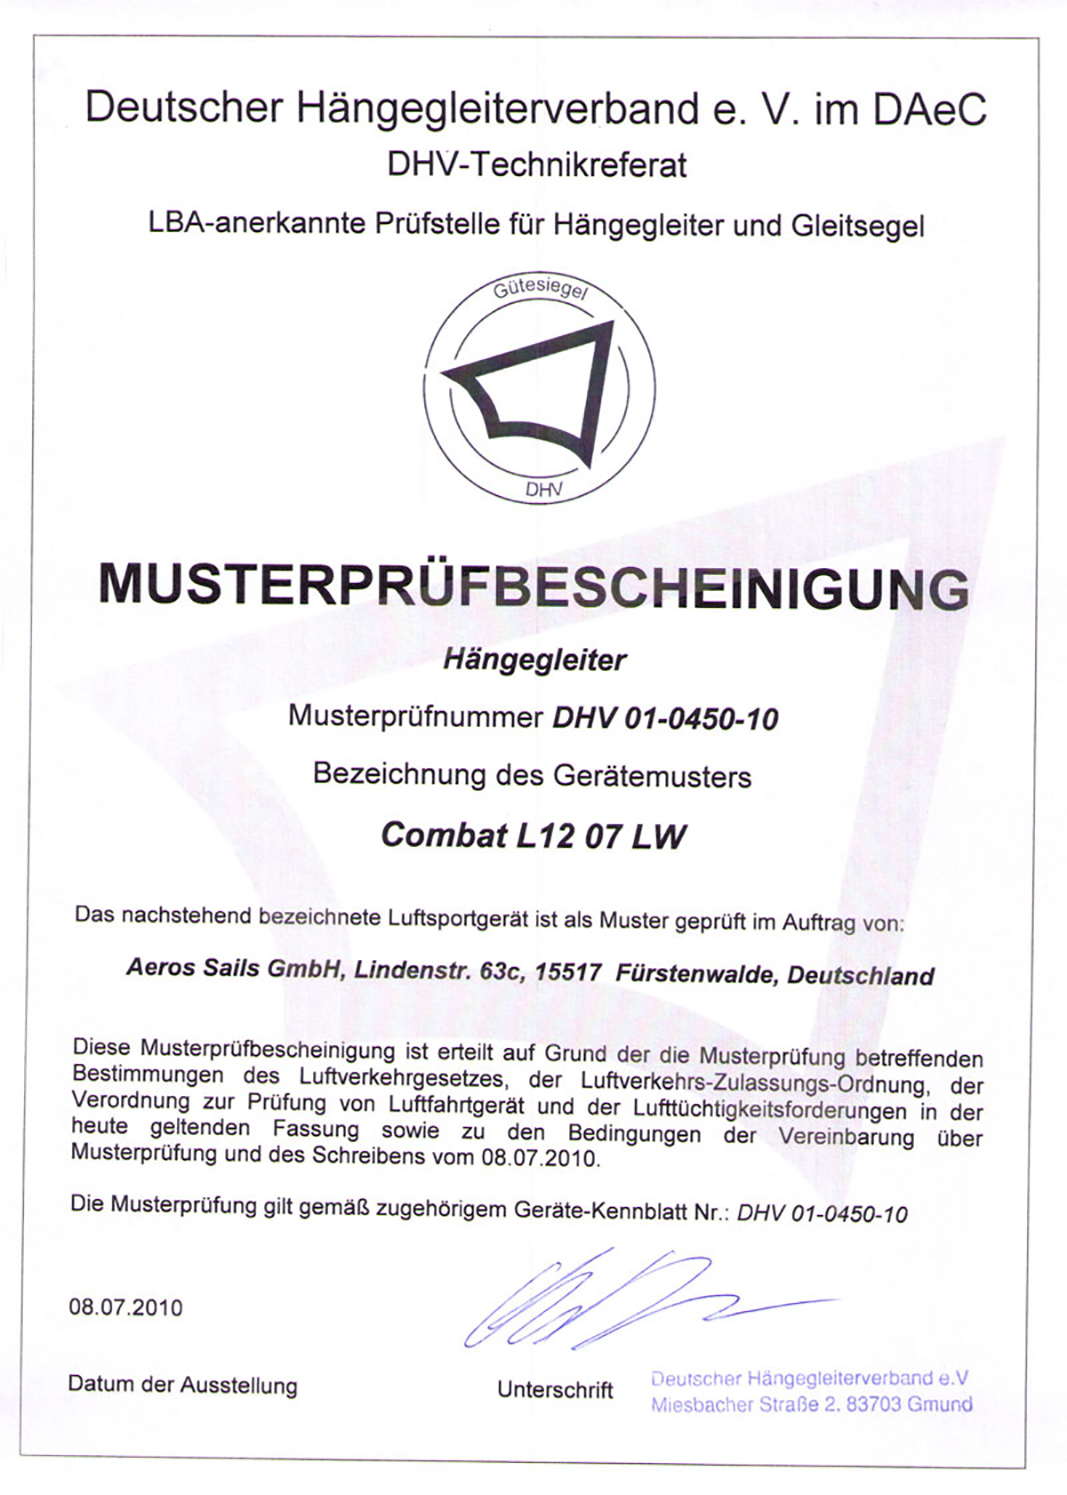 Deutscher Hängegleiterverband e. V. im DAeC
DHV-Technikreferat
LBA-anerkannte Prüfstelle für Hängegleiter und Gleitsegel
Gütesiegel
DHV
MUSTERPRÜFBESCHEINIGUNG
Hängegleiter
Musterprüfnummer DHV 01-0450-10
Bezeichnung des Gerätemusters
Combat L12 07 LW
Das nachstehend bezeichnete Luftsportgerät ist als Muster geprüft im Auftrag von:
Aeros Sails GmbH, Lindenstr. 63c, 15517 Fürstenwalde, Deutschland
Diese Musterprüfbescheinigung ist erteilt auf Grund der die Musterprüfung betreffenden
Bestimmungen des Luftverkehrgesetzes, der Luftverkehrs-Zulassungs-Ordnung, der
Verordnung zur Prüfung von Luftfahrtgerät und der Lufttüchtigkeitsforderungen in der
heute geltenden Fassung sowie zu den Bedingungen der Vereinbarung über
Musterprüfung und des Schreibens vom 08.07.2010.
Die Musterprüfung gilt gemäß zugehörigem Geräte-Kennblatt Nr.: DHV 01-0450-10
08.07.2010
Datum der Ausstellung
Unterschrift
Deutscher Hängegleiterverband e.V
Miesbacher Straße 2. 83703 Gmund